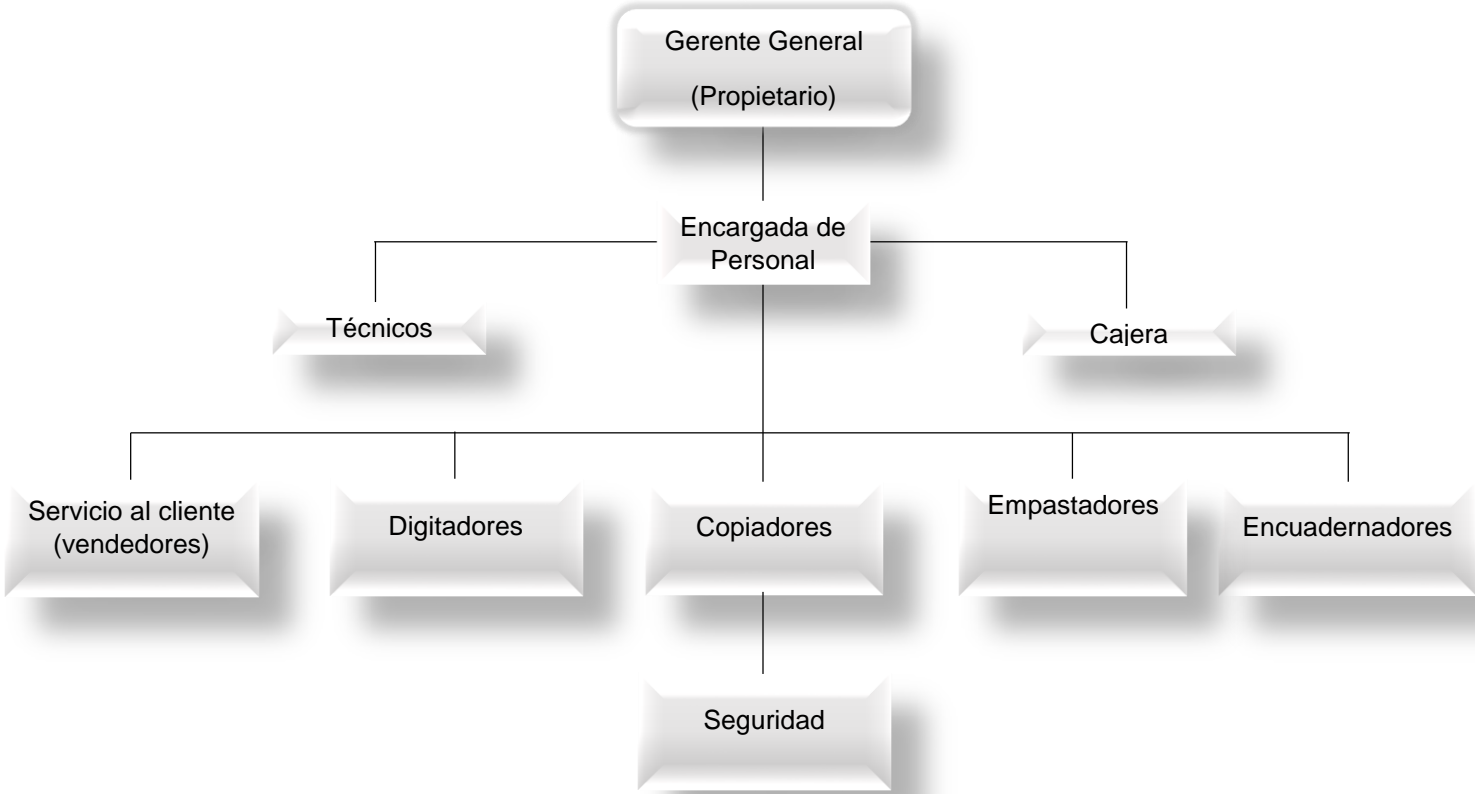 Gerente General
(Propietario)
Encargada de
Personal
Técnicos
Cajera
Servicio al cliente
(vendedores)
Digitadores
Copiadores
Empastadores
Encuadernadores
Seguridad